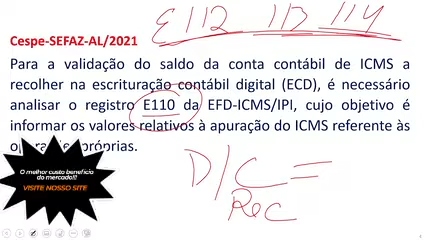 E112 113 114
Cespe-SEFAZ-AL/2021
Para a validação do saldo da conta contábil de ICMS a
recolher na escrituração contábil digital (ECD), é necessário
analisar o registro E110 da EFD-ICMS/IPI, cujo objetivo é
informar os valores relativos à apuração do ICMS referente às
próprias.
O melhor custo benefício
do mercado!!!
VISITE NOSSO SITE
D/C =
Rec